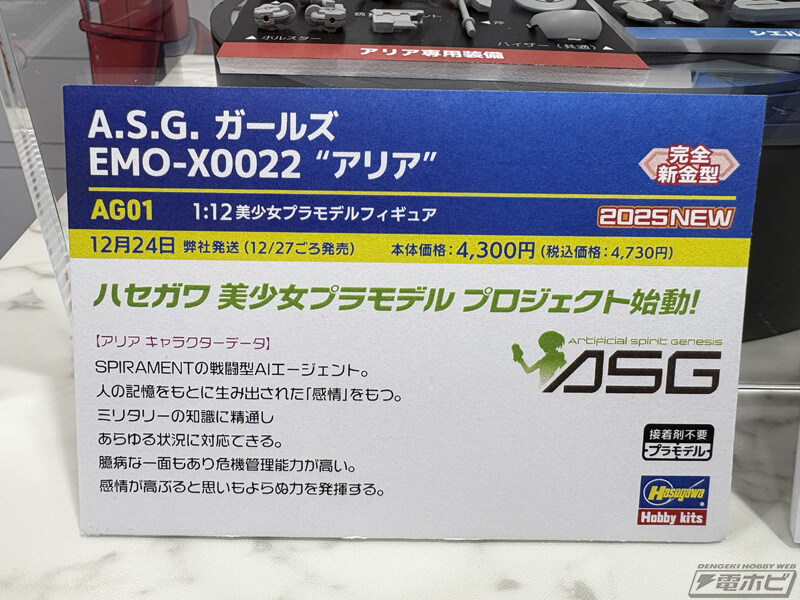 ▲ホルスター
▲斧
バイザー（共通）▲
アリア専用装備
シエル
A.S.G. ガールズ
EMO-X0022 “アリア”
完全
新金型
AG01 1:12 美少女プラモデルフィギュア
2025 NEW
12月24日 弊社発送 (12/27ごろ発売) 本体価格：4,300円 (税込価格：4,730円)
ハセガワ 美少女プラモデル プロジェクト始動!
【アリア キャラクターデータ】
SPIRAMENTの戦闘型AIエージェント。
人の記憶をもとに生み出された「感情」をもつ。
ミリタリーの知識に精通し
あらゆる状況に対応できる。
臆病な一面もあり危機管理能力が高い。
感情が高ぶると思いもよらぬ力を発揮する。
Artificial spirit Genesis
ASG
接着剤不要
プラモデル
Hasegawa
Hobby kits
DENGEKI HOBBY WEB
電ホビ